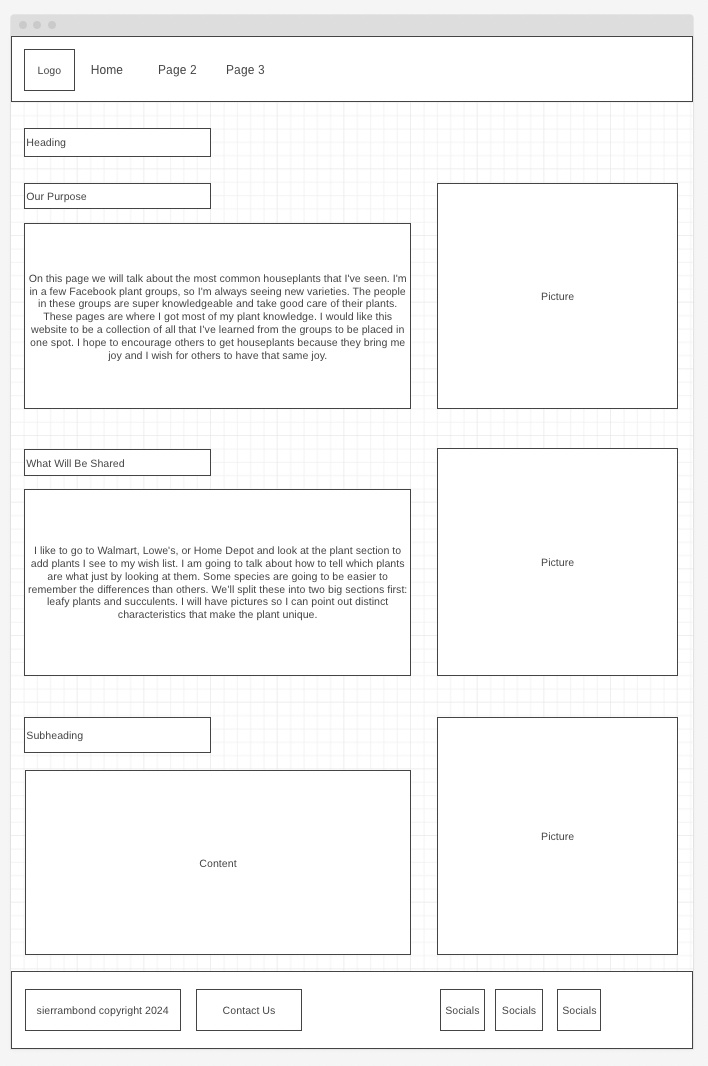 Logo
Home
Page 2
Page 3
Heading
Our Purpose
On this page we will talk about the most common houseplants that I've seen. I'm
in a few Facebook plant groups, so I'm always seeing new varieties. The people
in these groups are super knowledgeable and take good care of their plants.
These pages are where I got most of my plant knowledge. I would like this
website to be a collection of all that I've learned from the groups to be placed in
one spot. I hope to encourage others to get houseplants because they bring me
joy and I wish for others to have that same joy.
Picture
What Will Be Shared
I like to go to Walmart, Lowe's, or Home Depot and look at the plant section to
add plants I see to my wish list. I am going to talk about how to tell which plants
are what just by looking at them. Some species are going to be easier to
remember the differences than others. We'll split these into two big sections first:
leafy plants and succulents. I will have pictures so I can point out distinct
characteristics that make the plant unique.
Picture
Subheading
Content
Picture
sierrambond copyright 2024
Contact Us
Socials
Socials
Socials